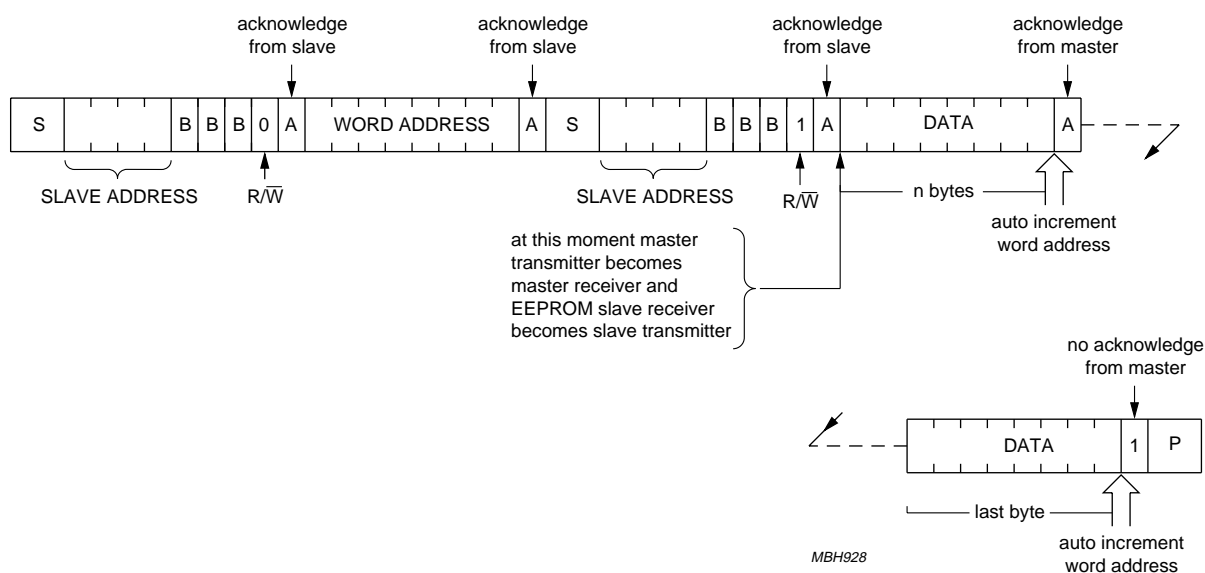 acknowledge
from slave
acknowledge
from slave
acknowledge
from slave
acknowledge
from master
S B B B 0 A WORD ADDRESS A S B B B 1 A DATA A
SLAVE ADDRESS
R/W̅
SLAVE ADDRESS
R/W̅
n bytes
auto increment
word address
at this moment master
transmitter becomes
master receiver and
EEPROM slave receiver
becomes slave transmitter
no acknowledge
from master
DATA 1 P
last byte
auto increment
word address
MBH928